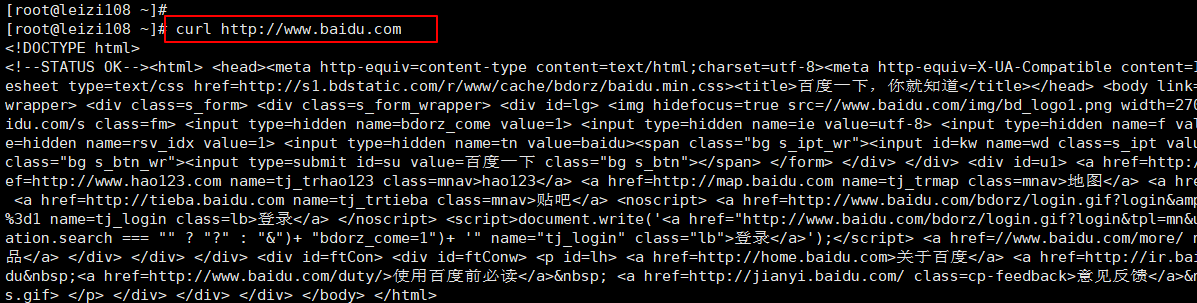 [root@leizi108 ~]#
[root@leizi108 ~]# curl http://www.baidu.com
<!DOCTYPE html>
<!--STATUS OK--><html> <head><meta http-equiv=content-type content=text/html;charset=utf-8><meta http-equiv=X-UA-Compatible content=I
esheet type=text/css href=http://s1.bdstatic.com/r/www/cache/bdorz/baidu.min.css><title>百度一下，你就知道</title></head> <body link=
wrapper> <div class=s_form> <div class=s_form_wrapper> <div id=lg> <img hidefocus=true src=//www.baidu.com/img/bd_logo1.png width=270
idu.com/s class=fm> <input type=hidden name=bdorz_come value=1> <input type=hidden name=ie value=utf-8> <input type=hidden name=f val
e=hidden name=rsv_idx value=1> <input type=hidden name=tn value=baidu><span class="bg s_ipt_wr"><input id=kw name=wd class=s_ipt valu
class="bg s_btn_wr"><input type=submit id=su value=百度一下 class="bg s_btn"></span> </form> </div> </div> <div id=u1> <a href=http:/
ef=http://www.hao123.com name=tj_trhao123 class=mnav>hao123</a> <a href=http://map.baidu.com name=tj_trmap class=mnav>地图</a> <a hre
<a href=http://tieba.baidu.com name=tj_trtieba class=mnav>贴吧</a> <noscript> <a href=http://www.baidu.com/bdorz/login.gif?login&amp
%3d1 name=tj_login class=lb>登录</a> </noscript> <script>document.write('<a href="http://www.baidu.com/bdorz/login.gif?login&tpl=mn&u
ation.search === "" ? "?" : "&")+ "bdorz_come=1")+ '" name="tj_login" class="lb">登录</a>');</script> <a href=//www.baidu.com/more/ n
品</a> </div> </div> </div> <div id=ftCon> <div id=ftConw> <p id=lh> <a href=http://home.baidu.com>关于百度</a> <a href=http://ir.bai
du&nbsp;<a href=http://www.baidu.com/duty/>使用百度前必读</a>&nbsp; <a href=http://jianyi.baidu.com/ class=cp-feedback>意见反馈</a>&n
s.gif> </p> </div> </div> </div> </body> </html>